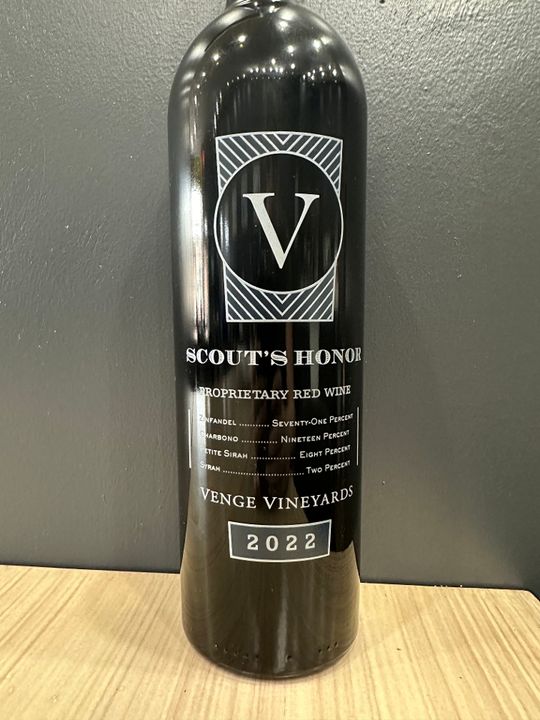 V
SCOUT'S HONOR
PROPRIETARY RED WINE
ZINFANDEL ........... SEVENTY-ONE PERCENT
CHARBONO ............. NINETEEN PERCENT
PETITE SIRAH ................ EIGHT PERCENT
SYRAH ............................. TWO PERCENT
VENGE VINEYARDS
2022